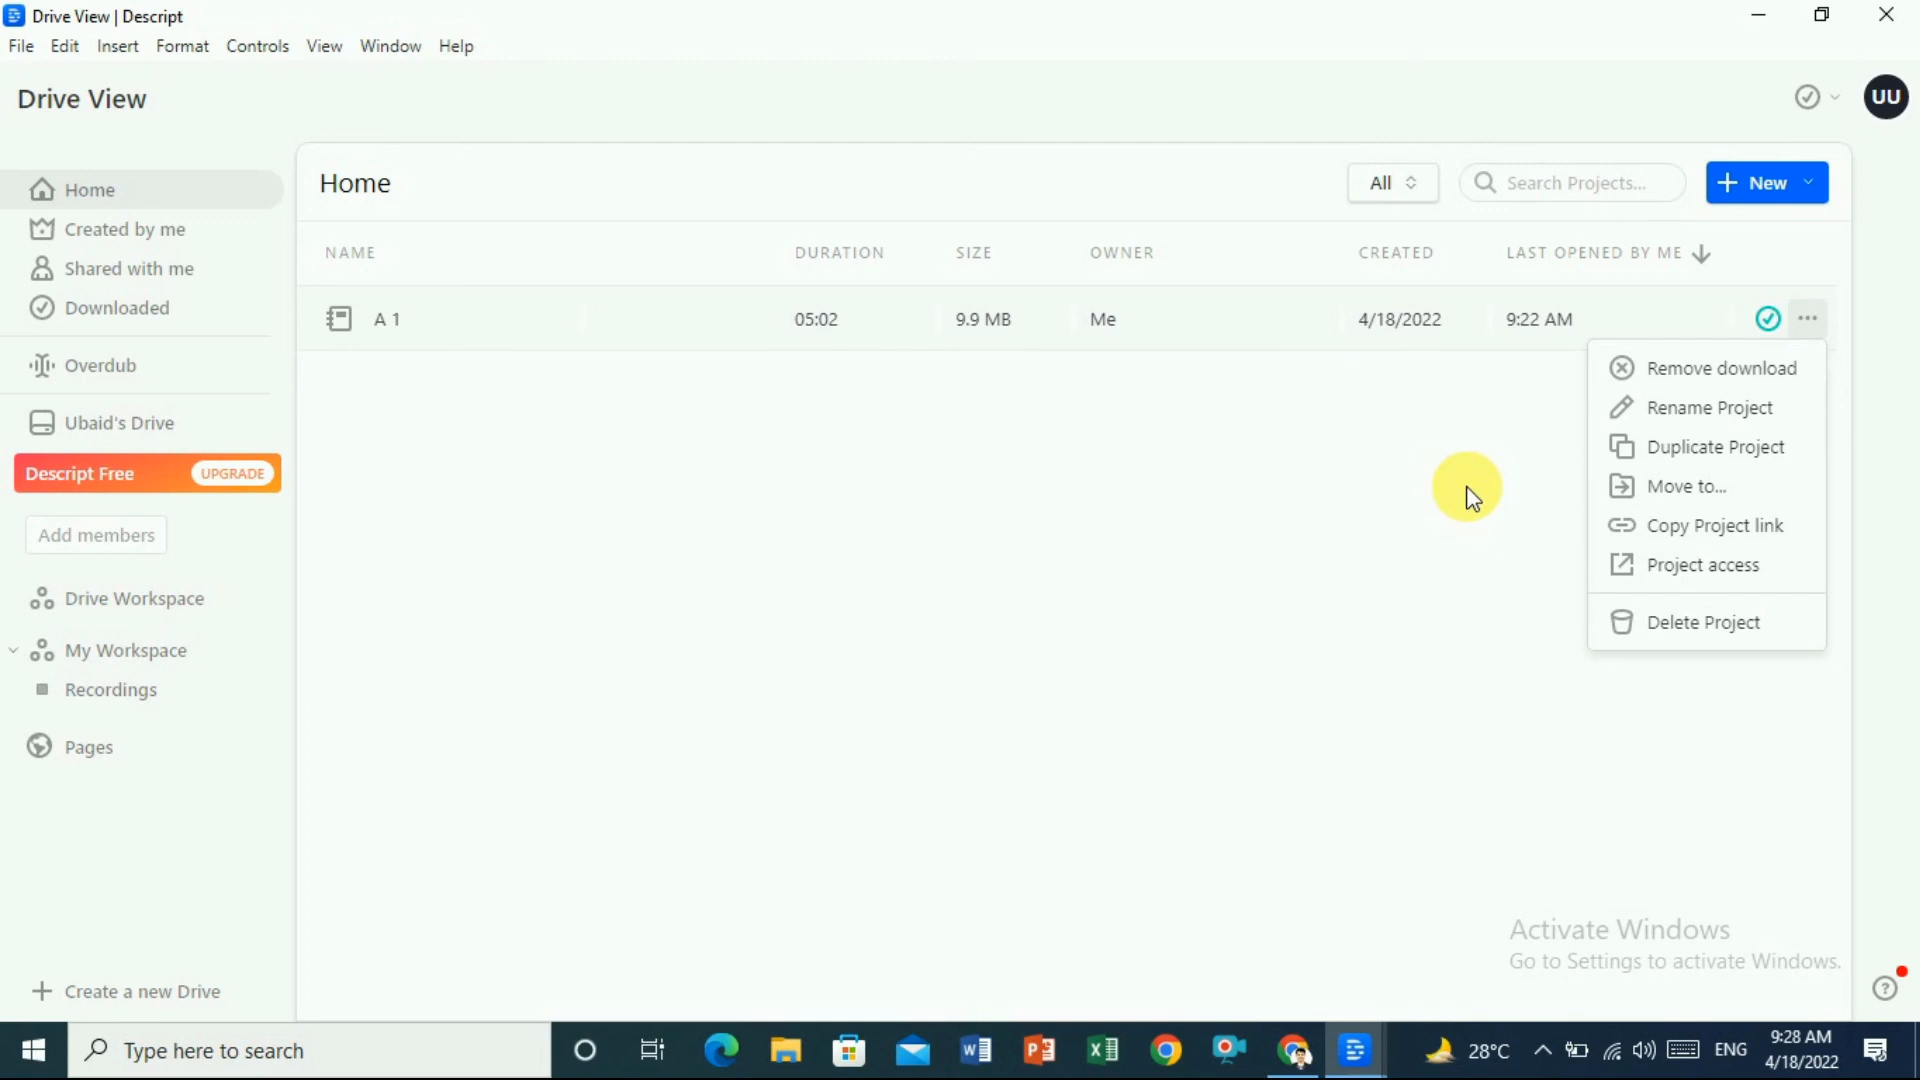 Drive View | Descript
File Edit Insert Format Controls View Window Help
Drive View
UU
Home
Created by me
Shared with me
Downloaded
Overdub
Ubaid's Drive
Descript Free UPGRADE
Add members
Drive Workspace
My Workspace
Recordings
Pages
Create a new Drive
Home
All
Search Projects...
New
NAME DURATION SIZE OWNER CREATED LAST OPENED BY ME
A 1 05:02 9.9 MB Me 4/18/2022 9:22 AM
Remove download
Rename Project
Duplicate Project
Move to...
Copy Project link
Project access
Delete Project
Activate Windows
Go to Settings to activate Windows.
Type here to search
28°C
ENG
9:28 AM
4/18/2022